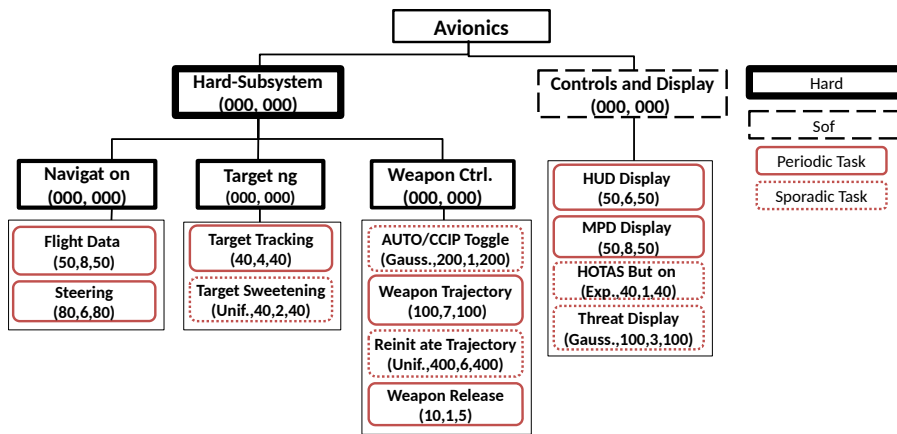 Avionics
Hard-Subsystem
(000, 000)
Controls and Display
(000, 000)
Hard
Sof
Periodic Task
Sporadic Task
Navigat on
(000, 000)
Target ng
(000, 000)
Weapon Ctrl.
(000, 000)
Flight Data
(50,8,50)
Steering
(80,6,80)
Target Tracking
(40,4,40)
Target Sweetening
(Unif.,40,2,40)
AUTO/CCIP Toggle
(Gauss.,200,1,200)
Weapon Trajectory
(100,7,100)
Reinit ate Trajectory
(Unif.,400,6,400)
Weapon Release
(10,1,5)
HUD Display
(50,6,50)
MPD Display
(50,8,50)
HOTAS But on
(Exp.,40,1,40)
Threat Display
(Gauss.,100,3,100)